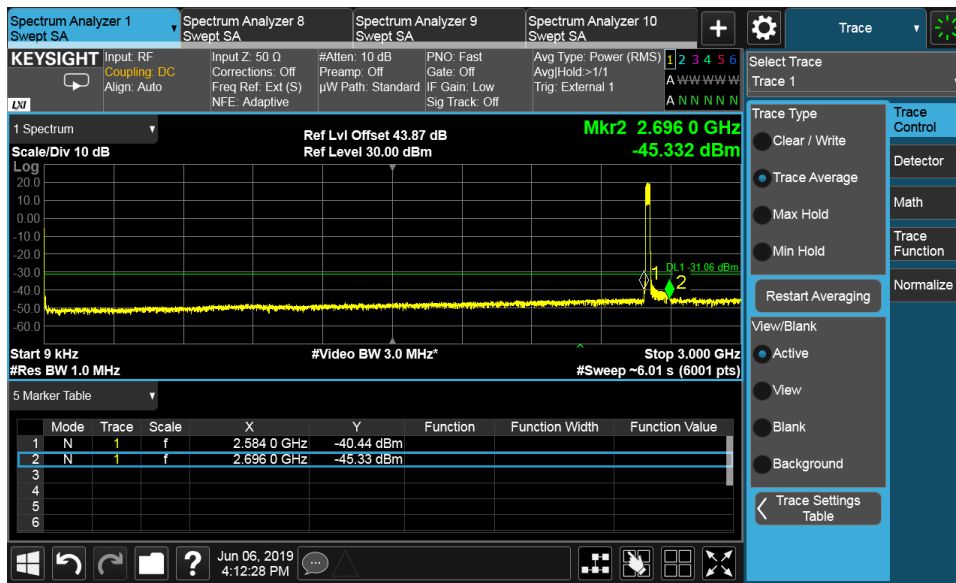 Spectrum Analyzer 1
Swept SA
Spectrum Analyzer 8
Swept SA
Spectrum Analyzer 9
Swept SA
Spectrum Analyzer 10
Swept SA
+
Trace
KEYSIGHT
LXI
Input: RF
Coupling: DC
Align: Auto
Input Z: 50 Ω
Corrections: Off
Freq Ref: Ext (S)
NFE: Adaptive
#Atten: 10 dB
Preamp: Off
µW Path: Standard
PNO: Fast
Gate: Off
IF Gain: Low
Sig Track: Off
Avg Type: Power (RMS)
Avg|Hold:>1/1
Trig: External 1
1 2 3 4 5 6
A W W W W W
A N N N N N
1 Spectrum
Scale/Div 10 dB
Ref Lvl Offset 43.87 dB
Ref Level 30.00 dBm
Mkr2 2.696 0 GHz
-45.332 dBm
Log
20.0
10.0
0.00
-10.0
-20.0
-30.0
-40.0
-50.0
-60.0
DL1 -31.06 dBm
1
2
Start 9 kHz
#Res BW 1.0 MHz
#Video BW 3.0 MHz*
Stop 3.000 GHz
#Sweep ~6.01 s (6001 pts)
5 Marker Table
Mode Trace Scale X Y Function Function Width Function Value
1 N 1 f 2.584 0 GHz -40.44 dBm
2 N 1 f 2.696 0 GHz -45.33 dBm
3
4
5
6
Select Trace
Trace 1
Trace Type
Clear / Write
Trace Average
Max Hold
Min Hold
Restart Averaging
View/Blank
Active
View
Blank
Background
Trace Settings
Table
Trace
Control
Detector
Math
Trace
Function
Normalize
?
Jun 06, 2019
4:12:28 PM